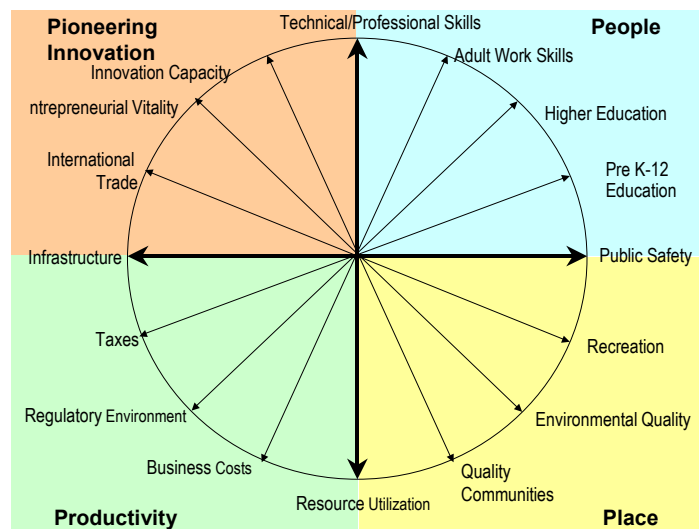 Pioneering
Innovation
Technical/Professional Skills
People
Adult Work Skills
Innovation Capacity
ntrepreneurial Vitality
Higher Education
International
Trade
Pre K-12
Education
Infrastructure
Public Safety
Taxes
Recreation
Regulatory Environment
Environmental Quality
Business Costs
Quality
Communities
Resource Utilization
Productivity
Place